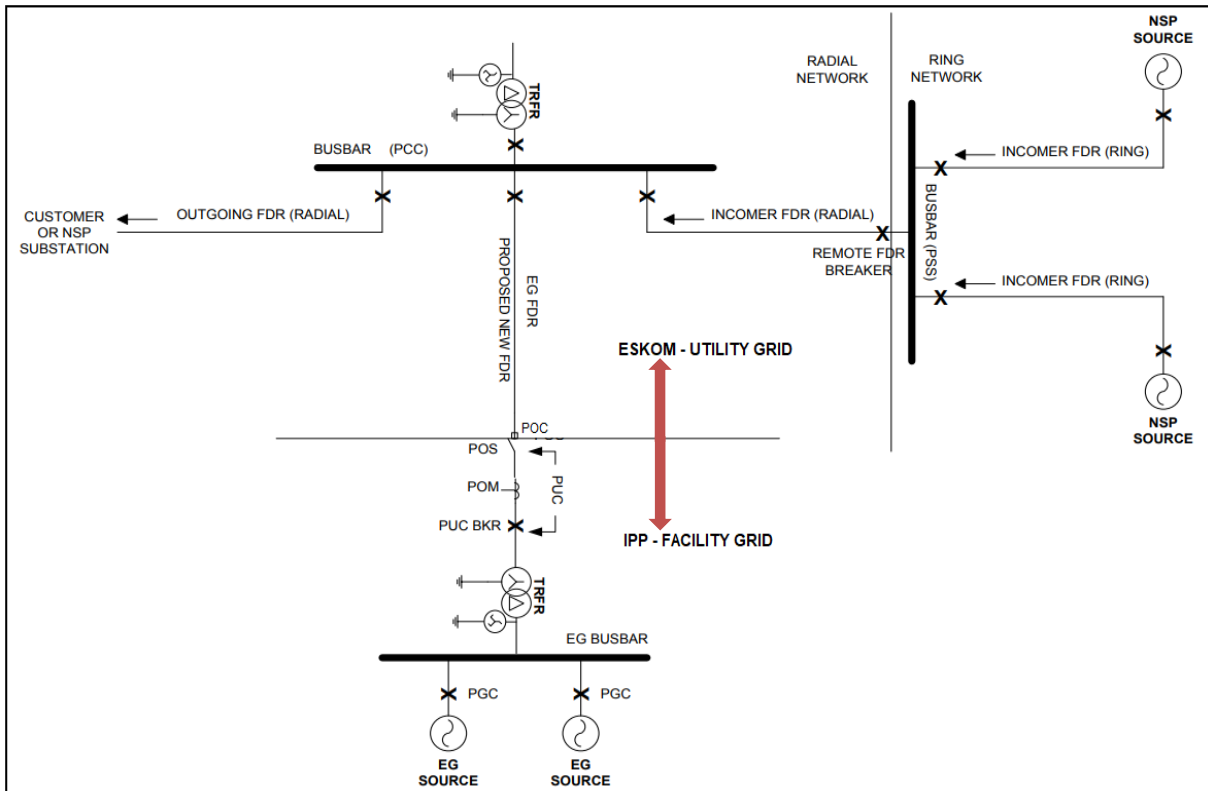 NSP
SOURCE
RADIAL
NETWORK
RING
NETWORK
TRFR
BUSBAR (PCC)
INCOMER FDR (RING)
CUSTOMER
OR NSP
SUBSTATION
OUTGOING FDR (RADIAL)
INCOMER FDR (RADIAL)
REMOTE FDR
BREAKER
BUSBAR (PSS)
INCOMER FDR (RING)
PROPOSED NEW FDR
EG FDR
ESKOM - UTILITY GRID
NSP
SOURCE
POC
POS
POM
PUC
PUC BKR
IPP - FACILITY GRID
TRFR
EG BUSBAR
PGC
PGC
EG
SOURCE
EG
SOURCE